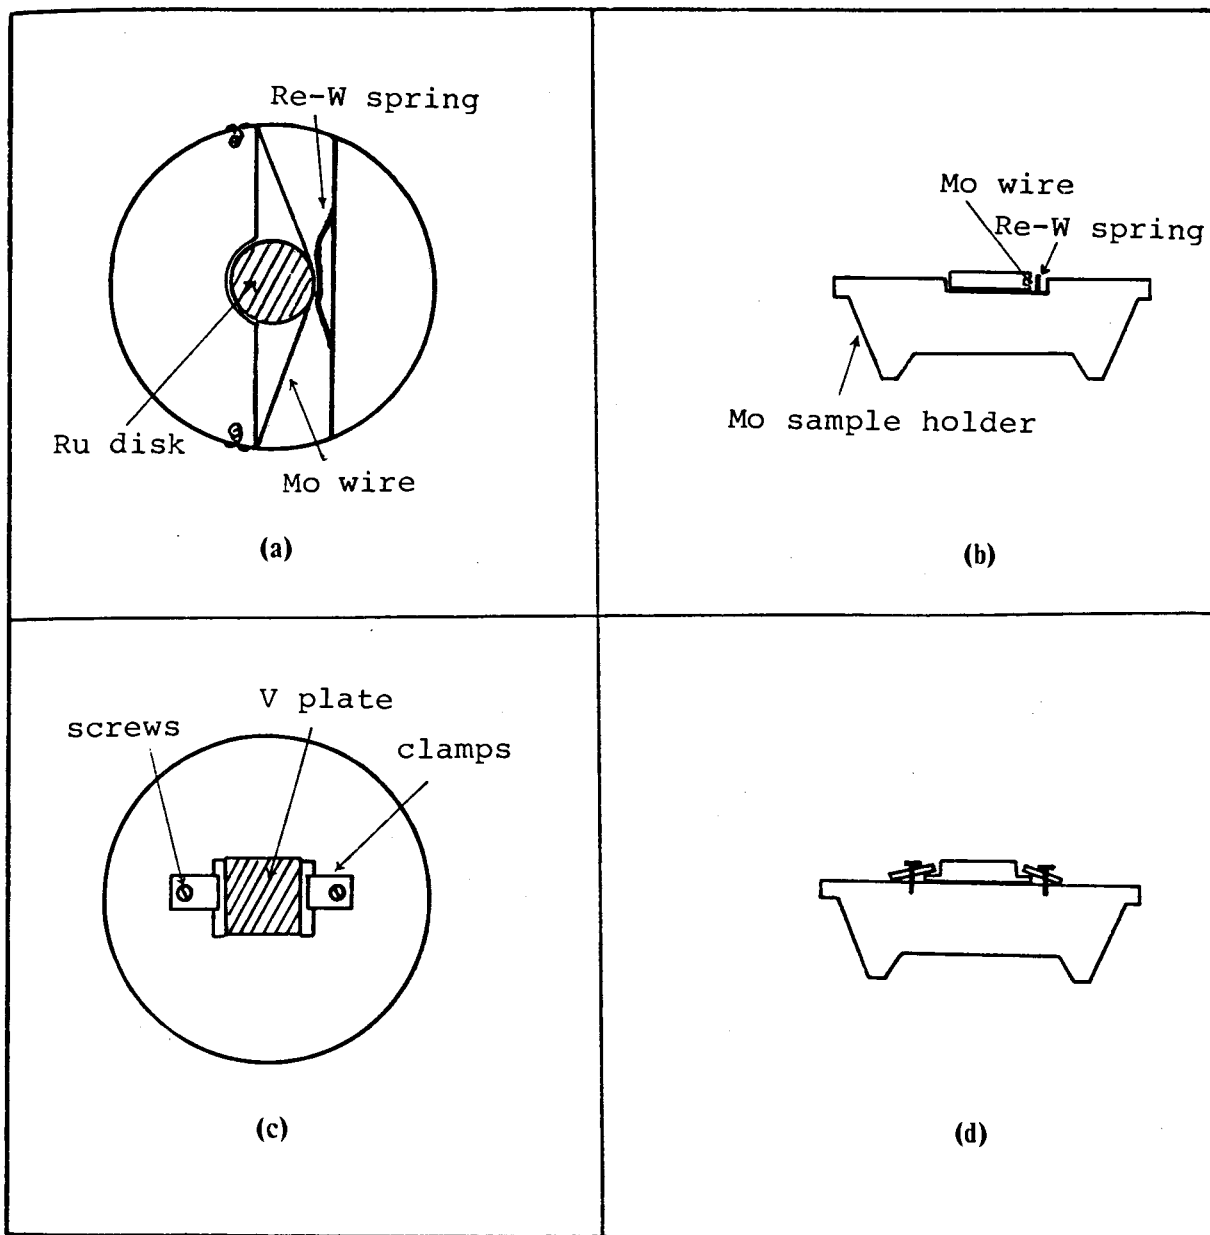 Re-W spring
Ru disk
Mo wire
(a)
Mo wire
Re-W spring
Mo sample holder
(b)
V plate
screws
clamps
(c)
(d)